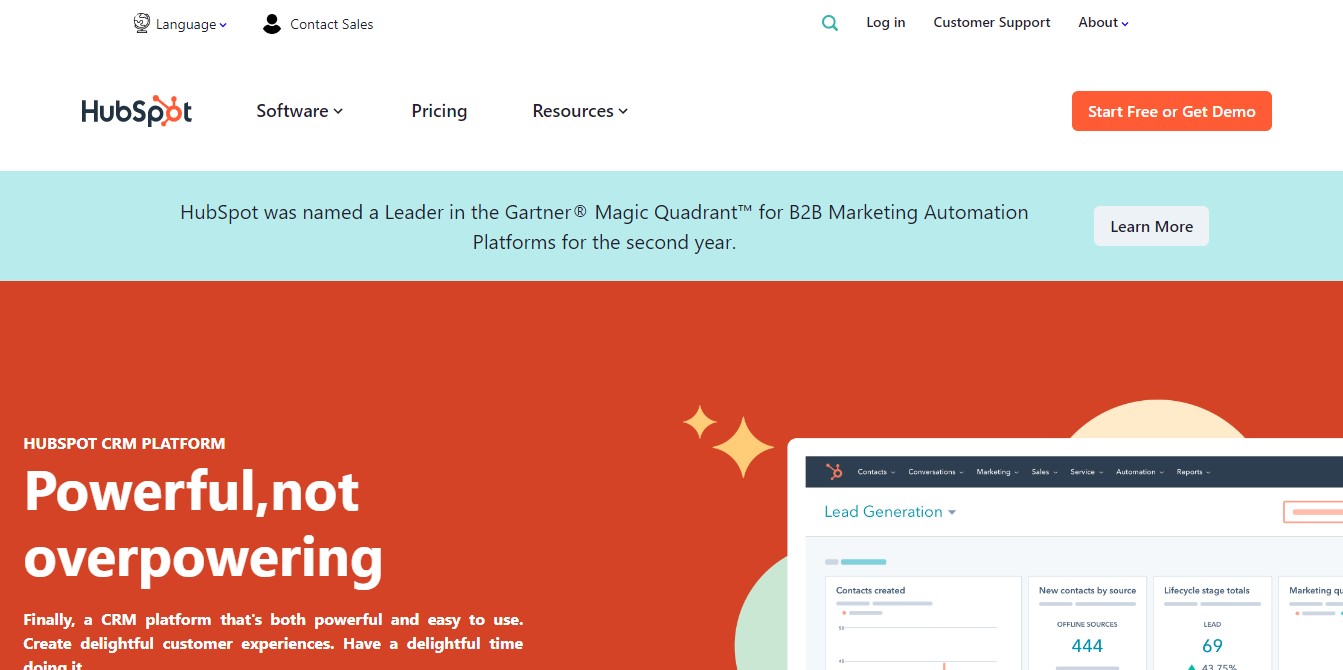 Language
Contact Sales
Log in
Customer Support
About
HubSpot
Software
Pricing
Resources
Start Free or Get Demo
HubSpot was named a Leader in the Gartner® Magic Quadrant™ for B2B Marketing Automation
Platforms for the second year.
Learn More
HUBSPOT CRM PLATFORM
Powerful,not
overpowering
Finally, a CRM platform that's both powerful and easy to use.
Create delightful customer experiences. Have a delightful time
doing it
Contacts
Conversations
Marketing
Sales
Service
Automation
Reports
Lead Generation
Contacts created
New contacts by source
OFFLINE SOURCES
444
Lifecycle stage totals
LEAD
69
43.75%
Marketing qu